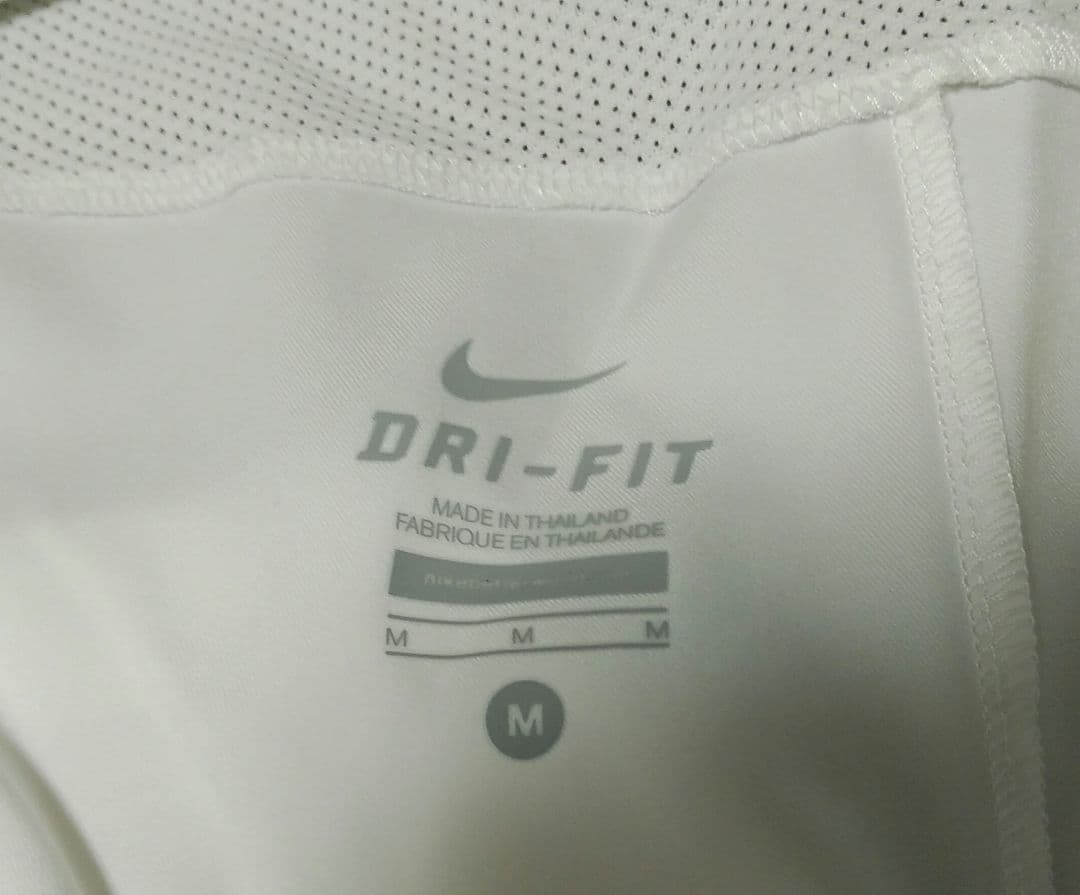 DRI-FIT
MADE IN THAILAND
FABRIQUE EN THAILANDE
M M M
M